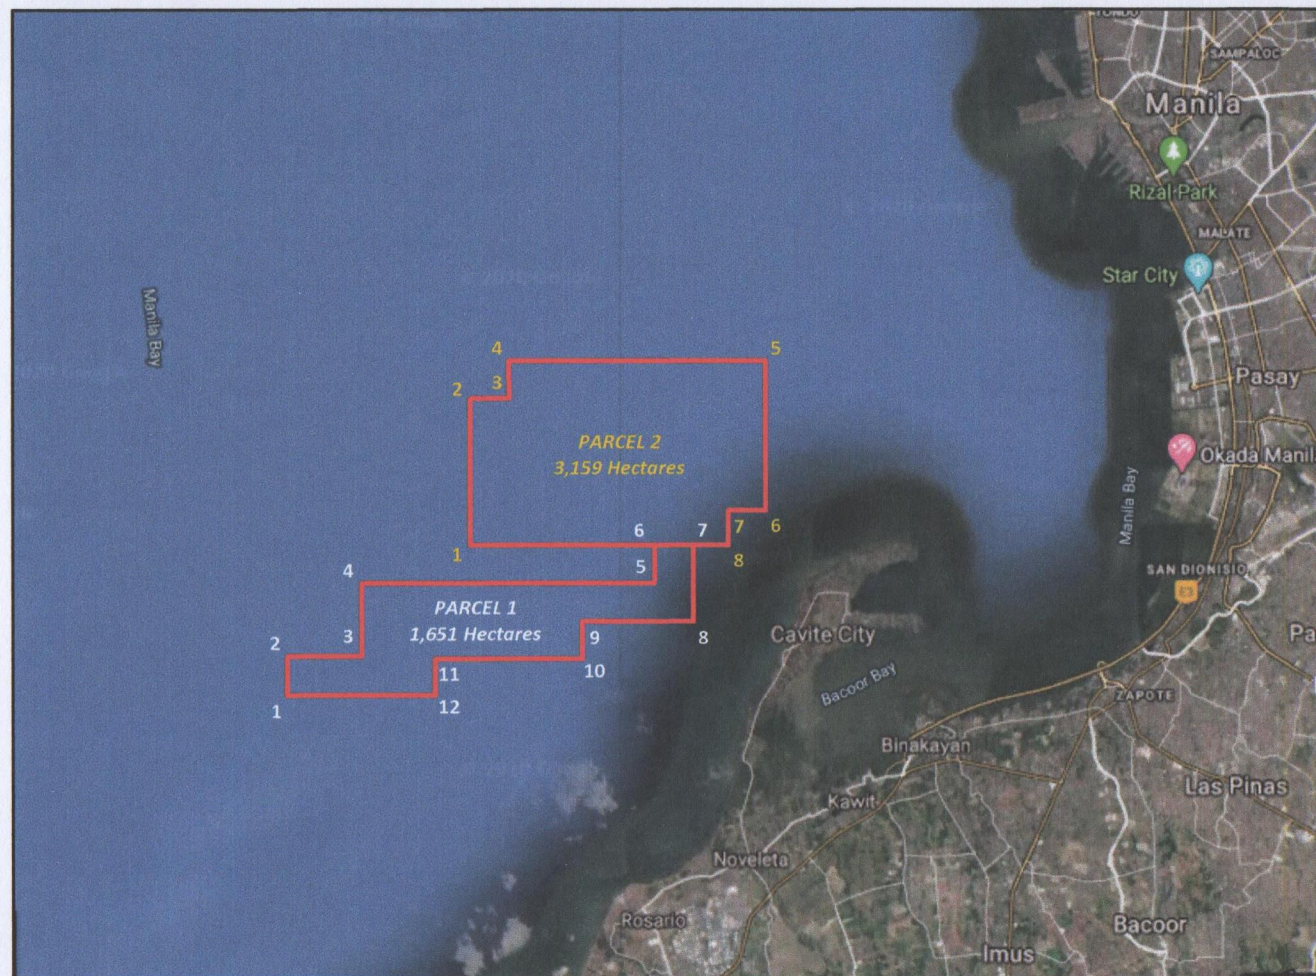 TONDO
SAMPALOC
Manila
Rizal Park
MALATE
Star City
Manila Bay
4
5
Pasay
2
3
PARCEL 2
3,159 Hectares
Okada Manil
Manila Bay
6
7
7
6
1
5
8
4
SAN DIONISIO
PARCEL 1
1,651 Hectares
2
3
9
8
Cavite City
Pa
11
10
1
12
Bacoor Bay
ZAPOTE
Binakayan
Las Pinas
Kawit
Noveleta
Rosario
Bacoor
Imus